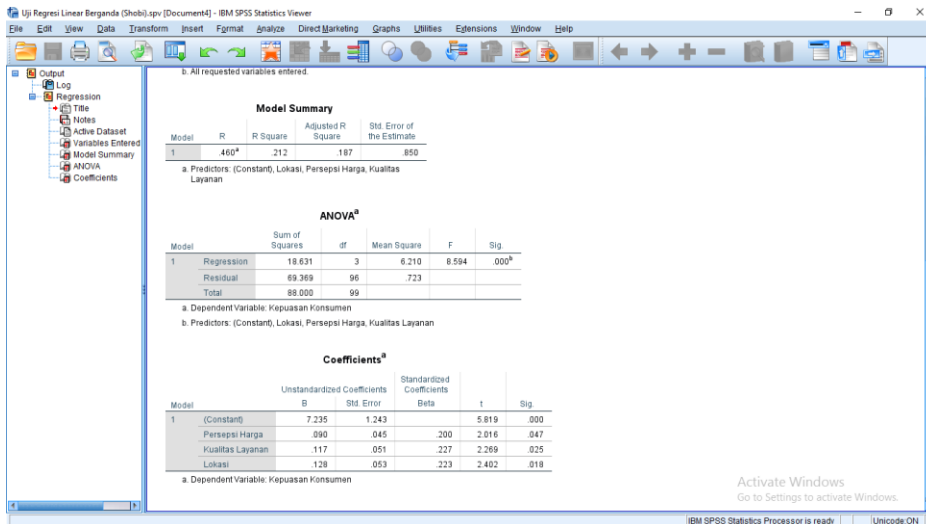 Uji Regresi Linear Berganda (Shobi).spv [Document4] - IBM SPSS Statistics Viewer
File Edit View Data Transform Insert Format Analyze Direct Marketing Graphs Utilities Extensions Window Help
Output
Log
Regression
Title
Notes
Active Dataset
Variables Entered
Model Summary
ANOVA
Coefficients
b. All requested variables entered.
Model Summary
Model R R Square Adjusted R Square Std. Error of the Estimate
1 .460a .212 .187 .850
a. Predictors: (Constant), Lokasi, Persepsi Harga, Kualitas
Layanan
ANOVAa
Model Sum of Squares df Mean Square F Sig.
1 Regression 18.631 3 6.210 8.594 .000b
Residual 69.369 96 .723
Total 88.000 99
a. Dependent Variable: Kepuasan Konsumen
b. Predictors: (Constant), Lokasi, Persepsi Harga, Kualitas Layanan
Coefficientsa
Unstandardized Coefficients Standardized Coefficients
Model B Std. Error Beta t Sig.
1 (Constant) 7.235 1.243 5.819 .000
Persepsi Harga .090 .045 .200 2.016 .047
Kualitas Layanan .117 .051 .227 2.269 .025
Lokasi .128 .053 .223 2.402 .018
a. Dependent Variable: Kepuasan Konsumen
Activate Windows
Go to Settings to activate Windows.
IBM SPSS Statistics Processor is ready Unicode:ON